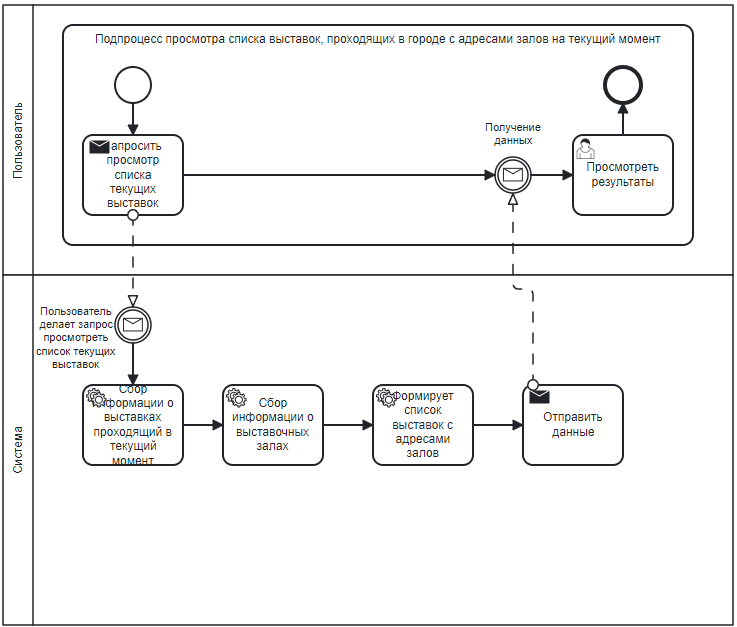 Подпроцесс просмотра списка выставок, проходящих в городе с адресами залов на текущий момент
Пользователь
апросить
просмотр
списка
текущих
выставок
Получение
данных
Просмотреть
результаты
Система
Пользователь
делает запрос
просмотреть
список текущих
выставок
Сбор
информации о
выставках
проходящий в
текущий
момент
Сбор
информации о
выставочных
залах
Формирует
список
выставок с
адресами
залов
Отправить
данные